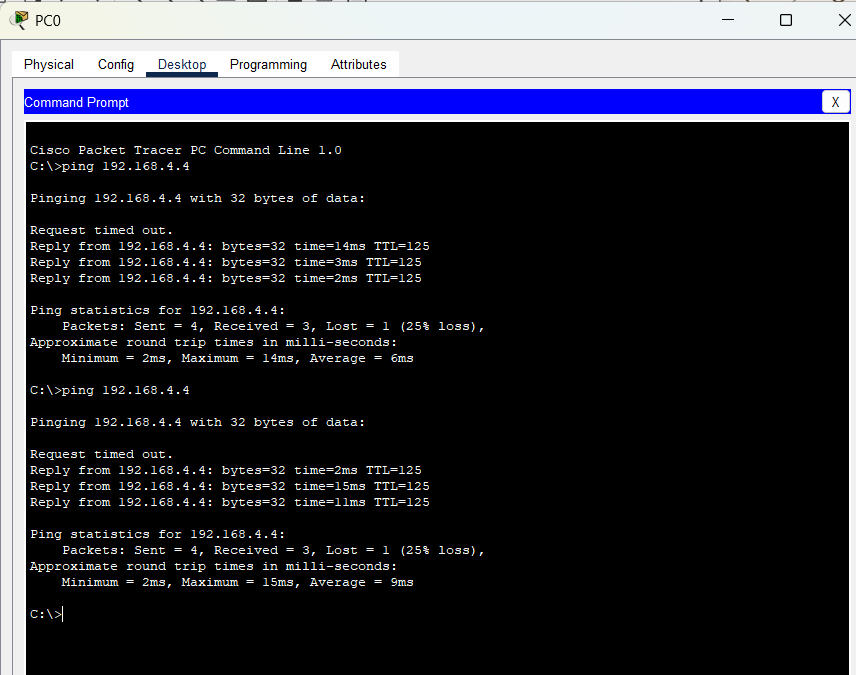 PC0
Physical Config Desktop Programming Attributes
Command Prompt
X
Cisco Packet Tracer PC Command Line 1.0
C:\>ping 192.168.4.4
Pinging 192.168.4.4 with 32 bytes of data:
Request timed out.
Reply from 192.168.4.4: bytes=32 time=14ms TTL=125
Reply from 192.168.4.4: bytes=32 time=3ms TTL=125
Reply from 192.168.4.4: bytes=32 time=2ms TTL=125
Ping statistics for 192.168.4.4:
Packets: Sent = 4, Received = 3, Lost = 1 (25% loss),
Approximate round trip times in milli-seconds:
Minimum = 2ms, Maximum = 14ms, Average = 6ms
C:\>ping 192.168.4.4
Pinging 192.168.4.4 with 32 bytes of data:
Request timed out.
Reply from 192.168.4.4: bytes=32 time=2ms TTL=125
Reply from 192.168.4.4: bytes=32 time=15ms TTL=125
Reply from 192.168.4.4: bytes=32 time=11ms TTL=125
Ping statistics for 192.168.4.4:
Packets: Sent = 4, Received = 3, Lost = 1 (25% loss),
Approximate round trip times in milli-seconds:
Minimum = 2ms, Maximum = 15ms, Average = 9ms
C:\>